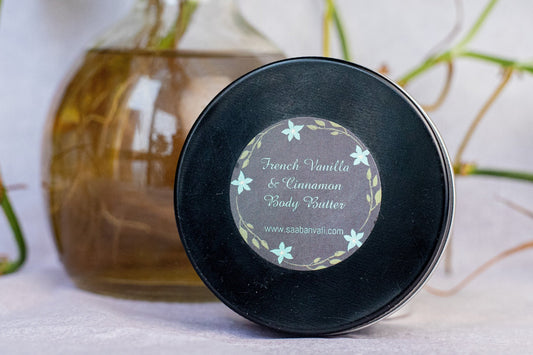 French Vanilla
& Cinnamon
Body Butter
www.saabanvali.com